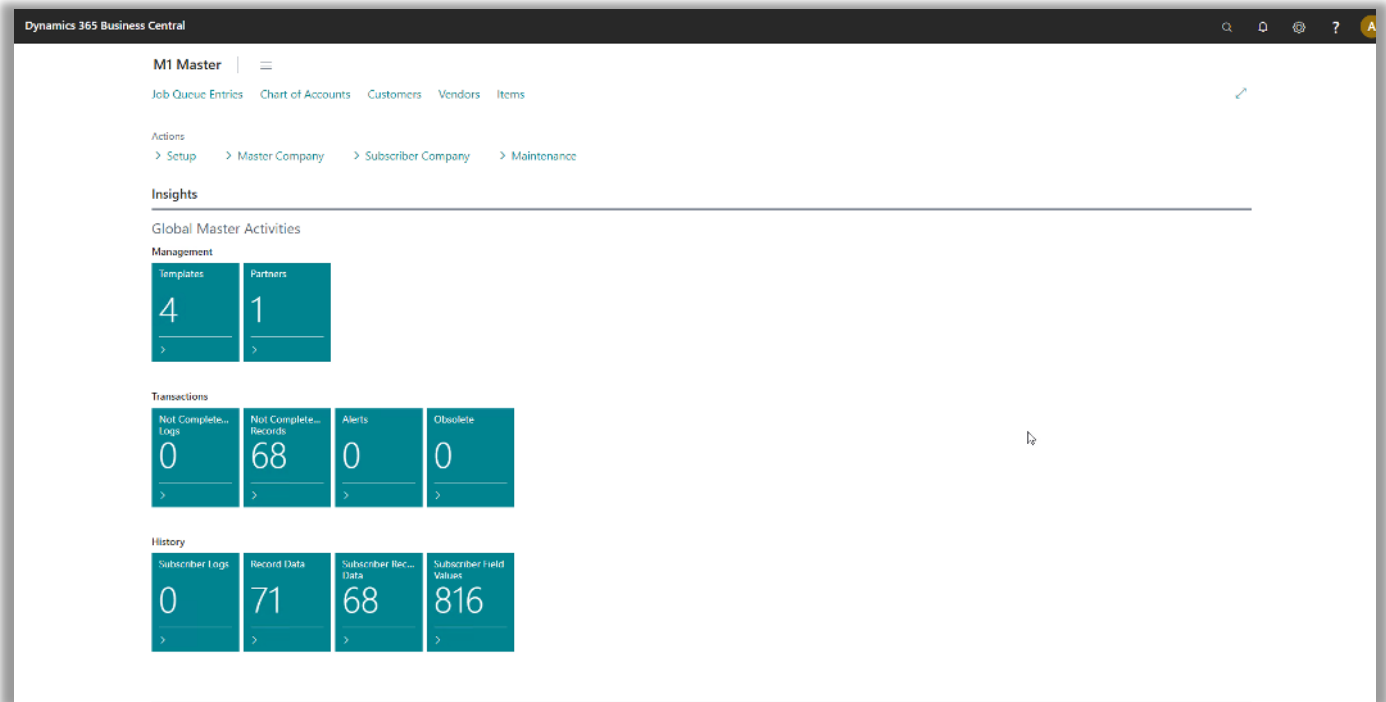 Dynamics 365 Business Central
? A
M1 Master
Job Queue Entries Chart of Accounts Customers Vendors Items
Actions
> Setup > Master Company > Subscriber Company > Maintenance
Insights
Global Master Activities
Management
Templates Partners
4 1
Transactions
Not Complete... Not Complete... Alerts Obsolete
Logs Records
0 68 0 0
History
Subscriber Logs Record Data Subscriber Rec... Subscriber Field
Data Values
0 71 68 816